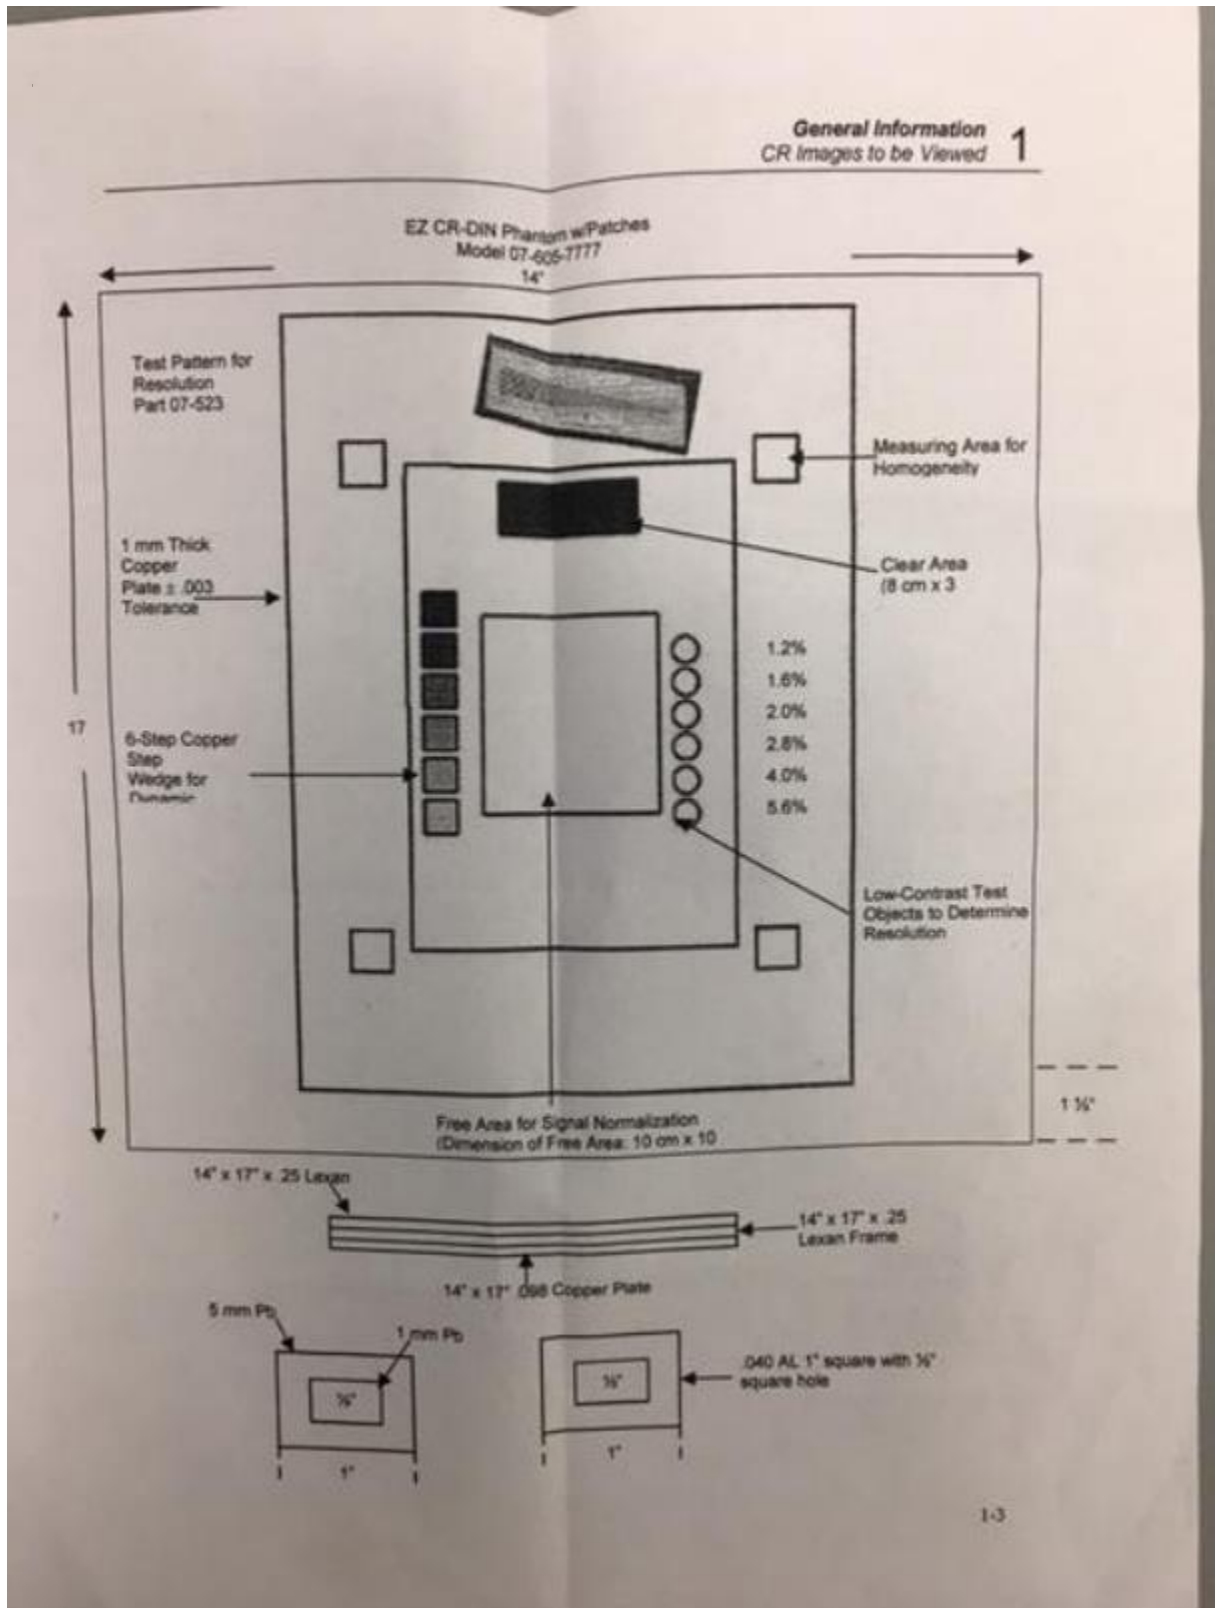 General Information
CR Images to be Viewed
1
EZ CR-DIN Phantom w/Patches
Model 07-605-7777
14"
Test Pattern for
Resolution
Part 07-523
Measuring Area for
Homogeneity
1 mm Thick
Copper
Plate ± .003
Tolerance
Clear Area
(8 cm x 3
1.2%
1.6%
2.0%
2.8%
4.0%
5.6%
17
6-Step Copper
Step
Wedge for
Dynamic
Low-Contrast Test
Objects to Determine
Resolution
1 ½"
Free Area for Signal Normalization
(Dimension of Free Area: 10 cm x 10
14" x 17" x .25 Lexan
14" x 17" x .25
Lexan Frame
14" x 17" .098 Copper Plate
5 mm Pb
1 mm Pb
½"
1"
½"
1"
.040 AL 1" square with ½"
square hole
1-3